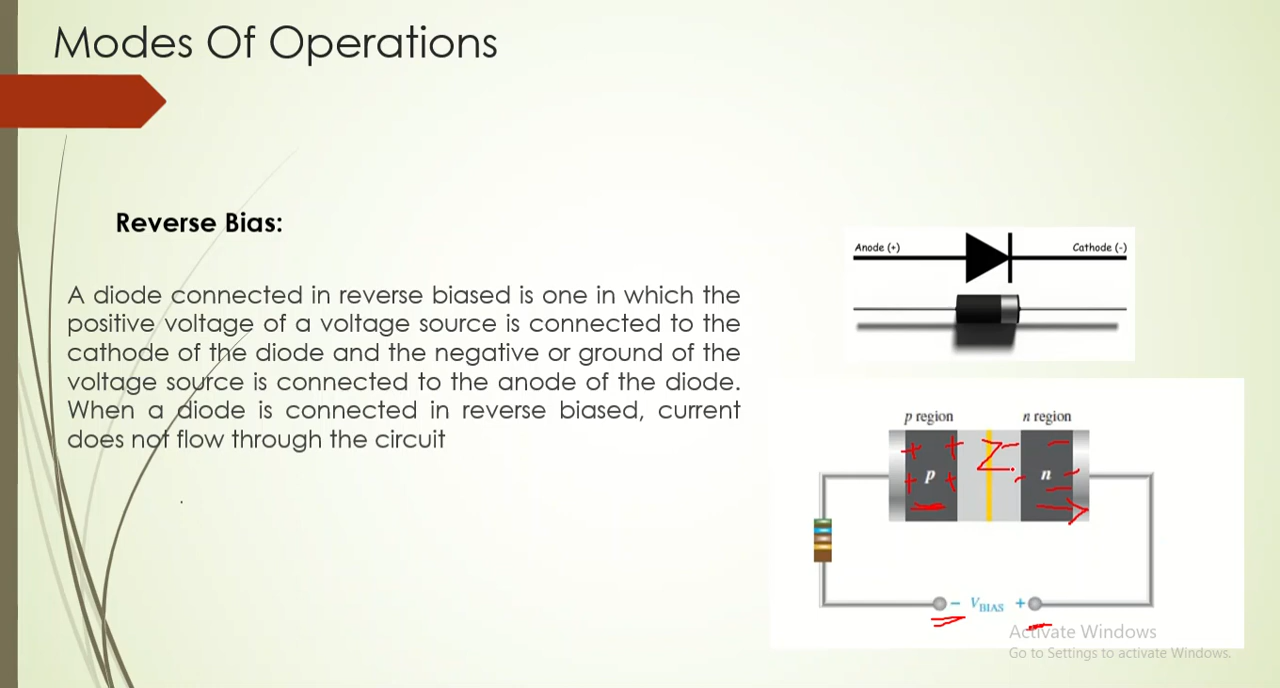 Modes Of Operations
Reverse Bias:
A diode connected in reverse biased is one in which the
positive voltage of a voltage source is connected to the
cathode of the diode and the negative or ground of the
voltage source is connected to the anode of the diode.
When a diode is connected in reverse biased, current
does not flow through the circuit
Anode (+)
Cathode (-)
p region
n region
+ +
+ +
p
n
− VBIAS +
Activate Windows
Go to Settings to activate Windows.